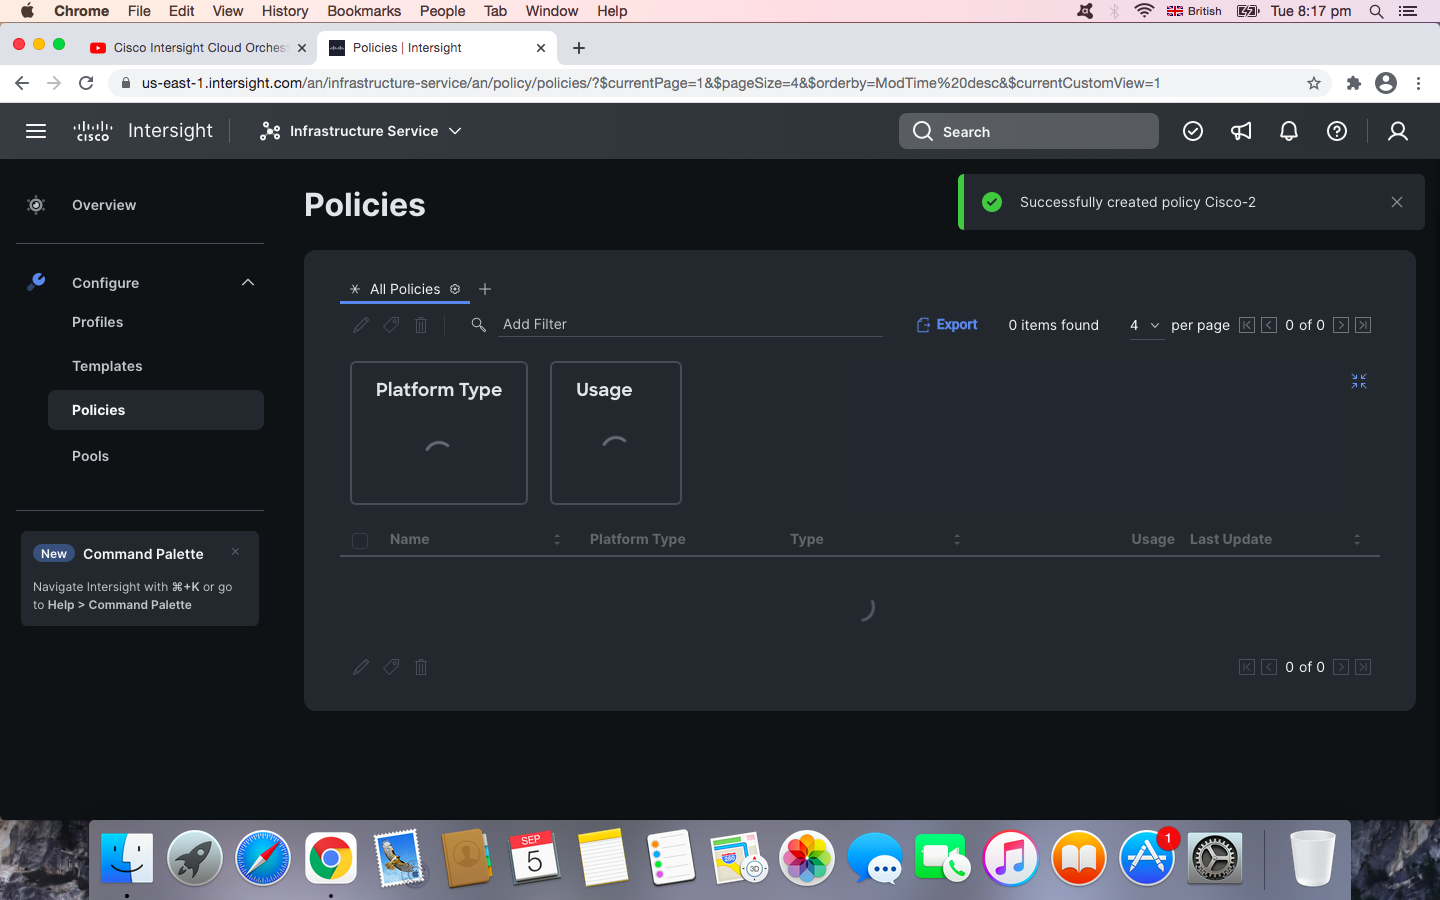 Chrome File Edit View History Bookmarks People Tab Window Help British Tue 8:17 pm
Cisco Intersight Cloud Orches Policies | Intersight
us-east-1.intersight.com/an/infrastructure-service/an/policy/policies/?$currentPage=1&$pageSize=4&$orderby=ModTime%20desc&$currentCustomView=1
cisco Intersight Infrastructure Service Search
Overview
Policies
Successfully created policy Cisco-2
Configure
Profiles
Templates
Policies
Pools
New Command Palette
Navigate Intersight with ⌘+K or go
to Help > Command Palette
All Policies
Add Filter Export 0 items found 4 per page 0 of 0
Platform Type Usage
Name Platform Type Type Usage Last Update
0 of 0
SEP
5
280
3D
1